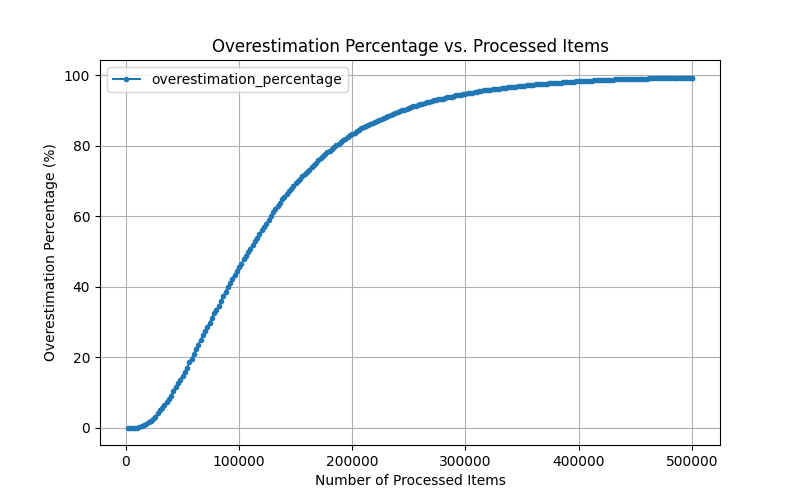 Overestimation Percentage vs. Processed Items
overestimation_percentage
Overestimation Percentage (%)
100
80
60
40
20
0
0 100000 200000 300000 400000 500000
Number of Processed Items